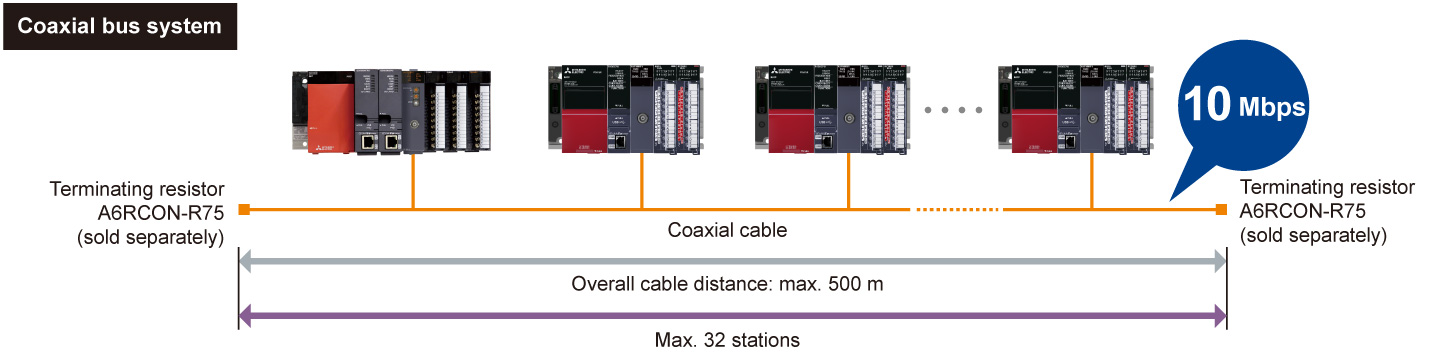 Coaxial bus system
10 Mbps
Terminating resistor
A6RCON-R75
(sold separately)
Terminating resistor
A6RCON-R75
(sold separately)
Coaxial cable
Overall cable distance: max. 500 m
Max. 32 stations